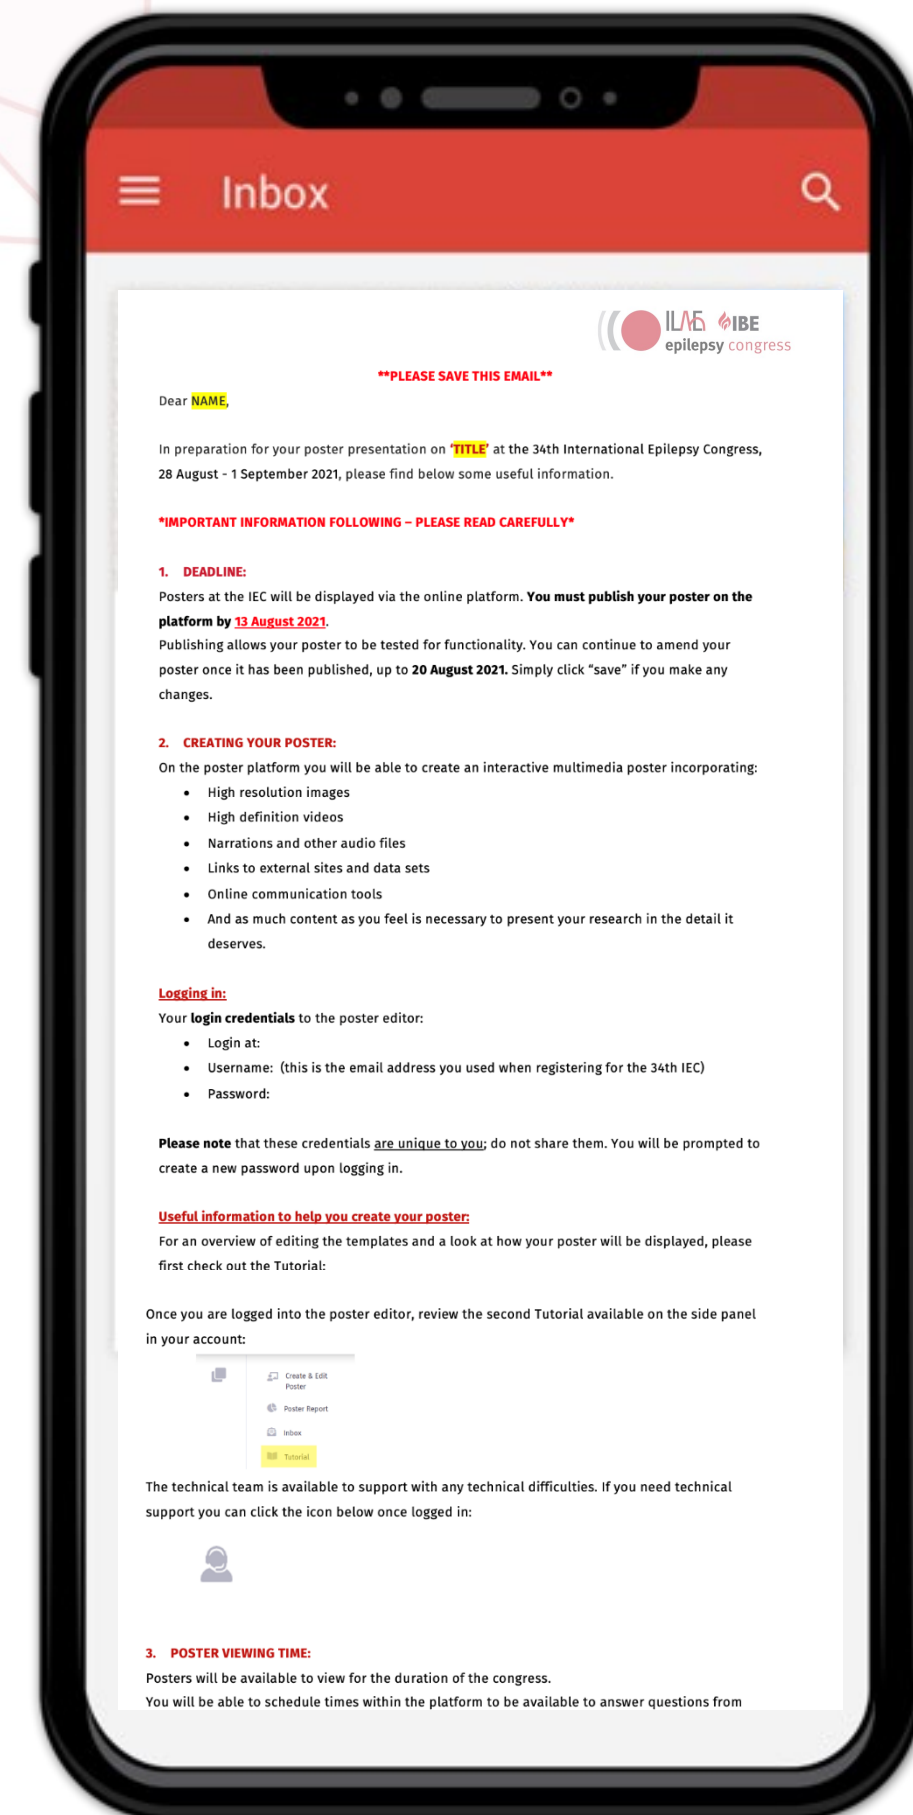 Inbox
ILAE IBE
epilepsy congress
**PLEASE SAVE THIS EMAIL**
Dear NAME,
In preparation for your poster presentation on ‘TITLE’ at the 34th International Epilepsy Congress,
28 August - 1 September 2021, please find below some useful information.
*IMPORTANT INFORMATION FOLLOWING – PLEASE READ CAREFULLY*
1. DEADLINE:
Posters at the IEC will be displayed via the online platform. You must publish your poster on the
platform by 13 August 2021.
Publishing allows your poster to be tested for functionality. You can continue to amend your
poster once it has been published, up to 20 August 2021. Simply click “save” if you make any
changes.
2. CREATING YOUR POSTER:
On the poster platform you will be able to create an interactive multimedia poster incorporating:
• High resolution images
• High definition videos
• Narrations and other audio files
• Links to external sites and data sets
• Online communication tools
• And as much content as you feel is necessary to present your research in the detail it
deserves.
Logging in:
Your login credentials to the poster editor:
• Login at:
• Username: (this is the email address you used when registering for the 34th IEC)
• Password:
Please note that these credentials are unique to you; do not share them. You will be prompted to
create a new password upon logging in.
Useful information to help you create your poster:
For an overview of editing the templates and a look at how your poster will be displayed, please
first check out the Tutorial:
Once you are logged into the poster editor, review the second Tutorial available on the side panel
in your account:
Create & Edit
Poster
Poster Report
Inbox
Tutorial
The technical team is available to support with any technical difficulties. If you need technical
support you can click the icon below once logged in:
3. POSTER VIEWING TIME:
Posters will be available to view for the duration of the congress.
You will be able to schedule times within the platform to be available to answer questions from